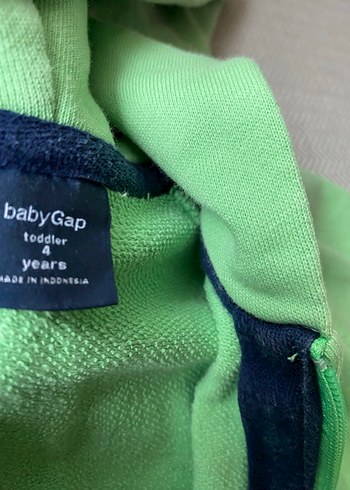 babyGap
toddler
4
years
MADE IN INDONESIA